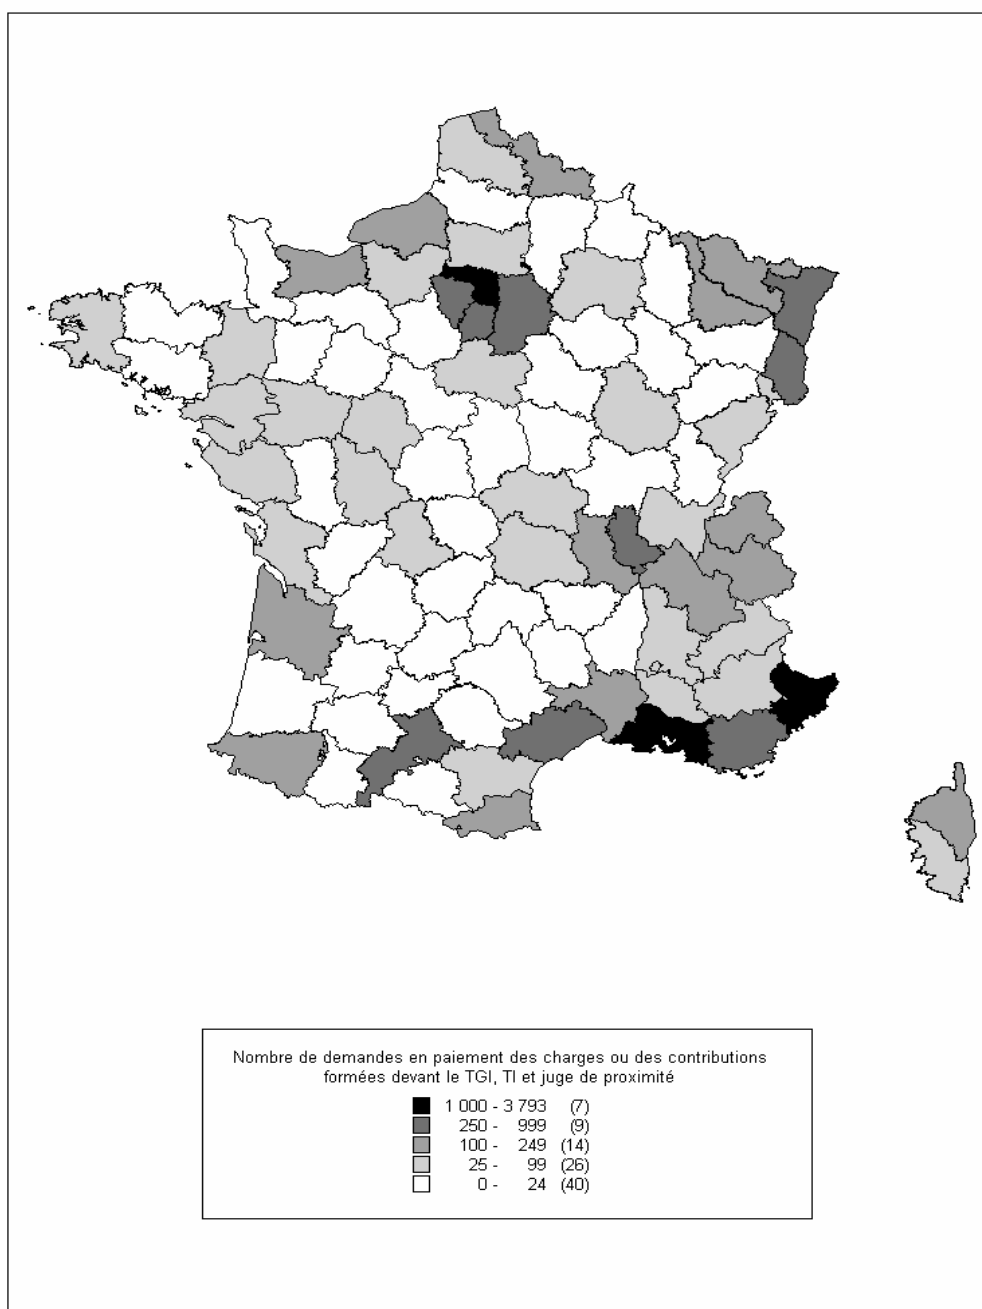 Nombre de demandes en paiement des charges ou des contributions
formées devant le TGI, TI et juge de proximité
1 000 - 3 793 (7)
250 - 999 (9)
100 - 249 (14)
25 - 99 (26)
0 - 24 (40)